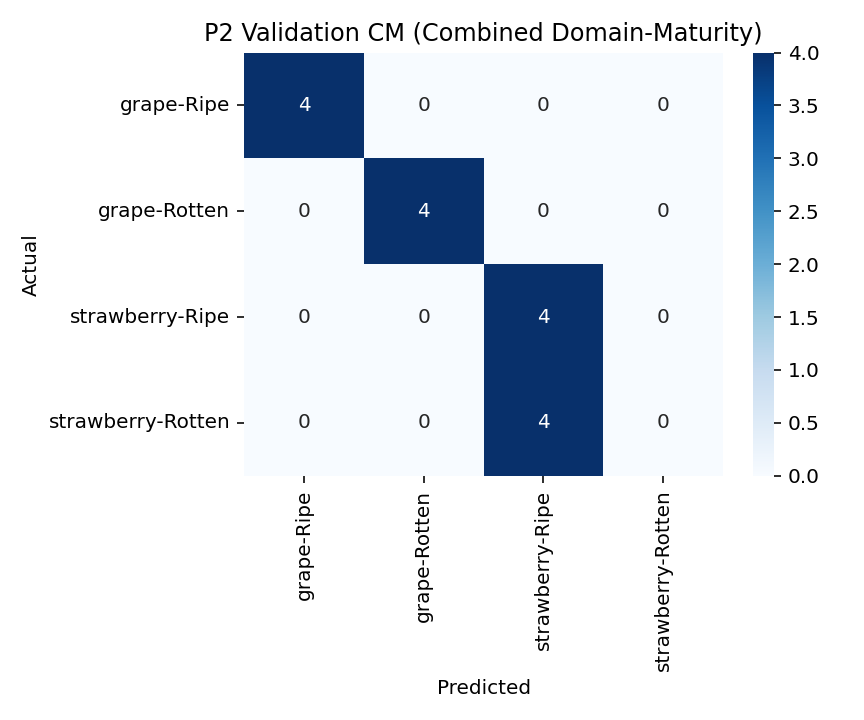 P2 Validation CM (Combined Domain-Maturity)
grape-Ripe 4 0 0 0
grape-Rotten 0 4 0 0
strawberry-Ripe 0 0 4 0
strawberry-Rotten 0 0 4 0
Actual
grape-Ripe
grape-Rotten
strawberry-Ripe
strawberry-Rotten
Predicted
4.0
3.5
3.0
2.5
2.0
1.5
1.0
0.5
0.0